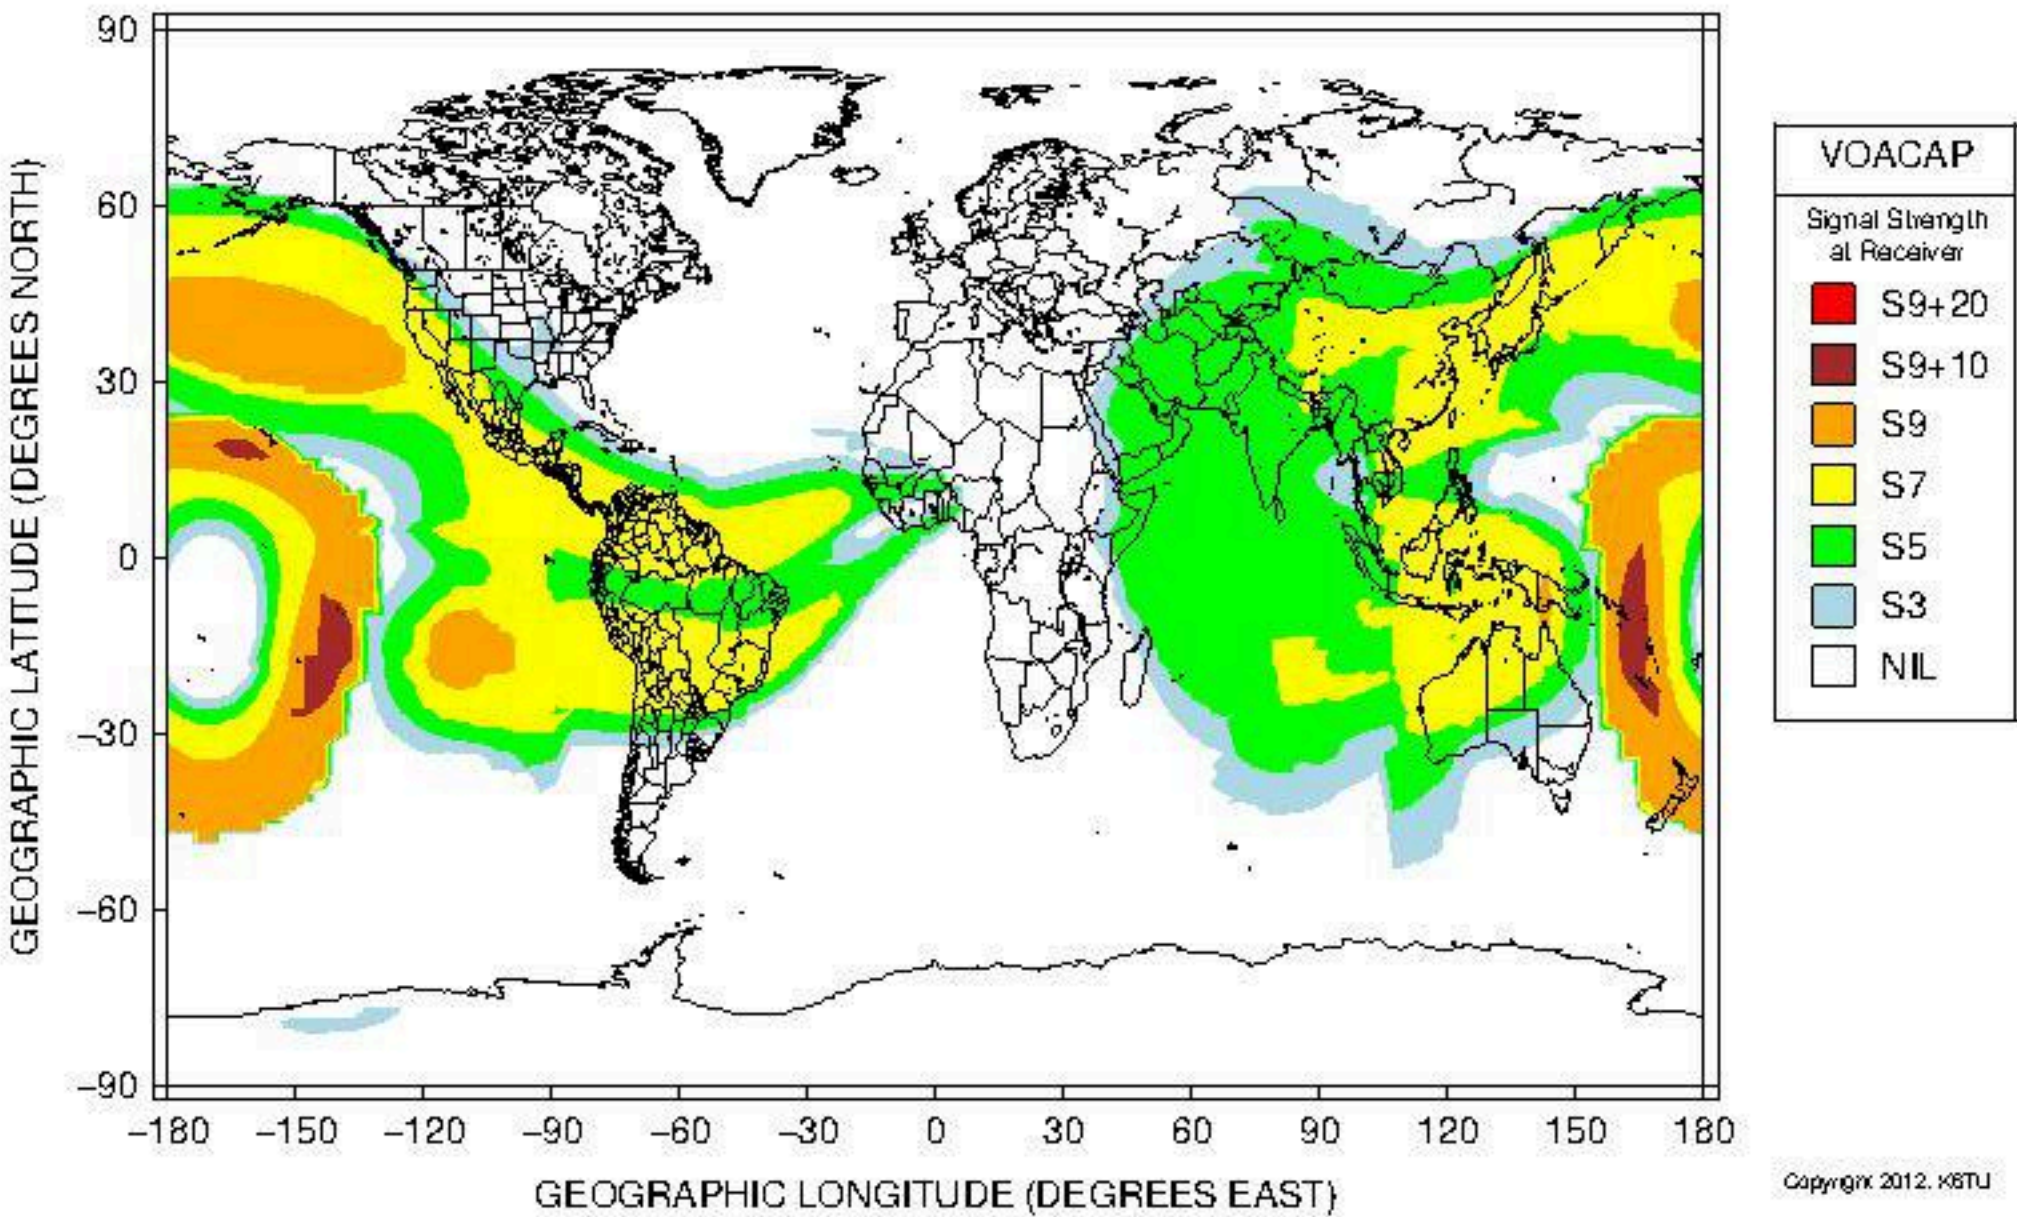 90
60
30
0
−30
−60
−90
GEOGRAPHIC LATITUDE (DEGREES NORTH)
−180 −150 −120 −90 −60 −30 0 30 60 90 120 150 180
GEOGRAPHIC LONGITUDE (DEGREES EAST)
VOACAP
Signal Strength
at Receiver
S9+20
S9+10
S9
S7
S5
S3
NIL
Copyright 2012, K6TU